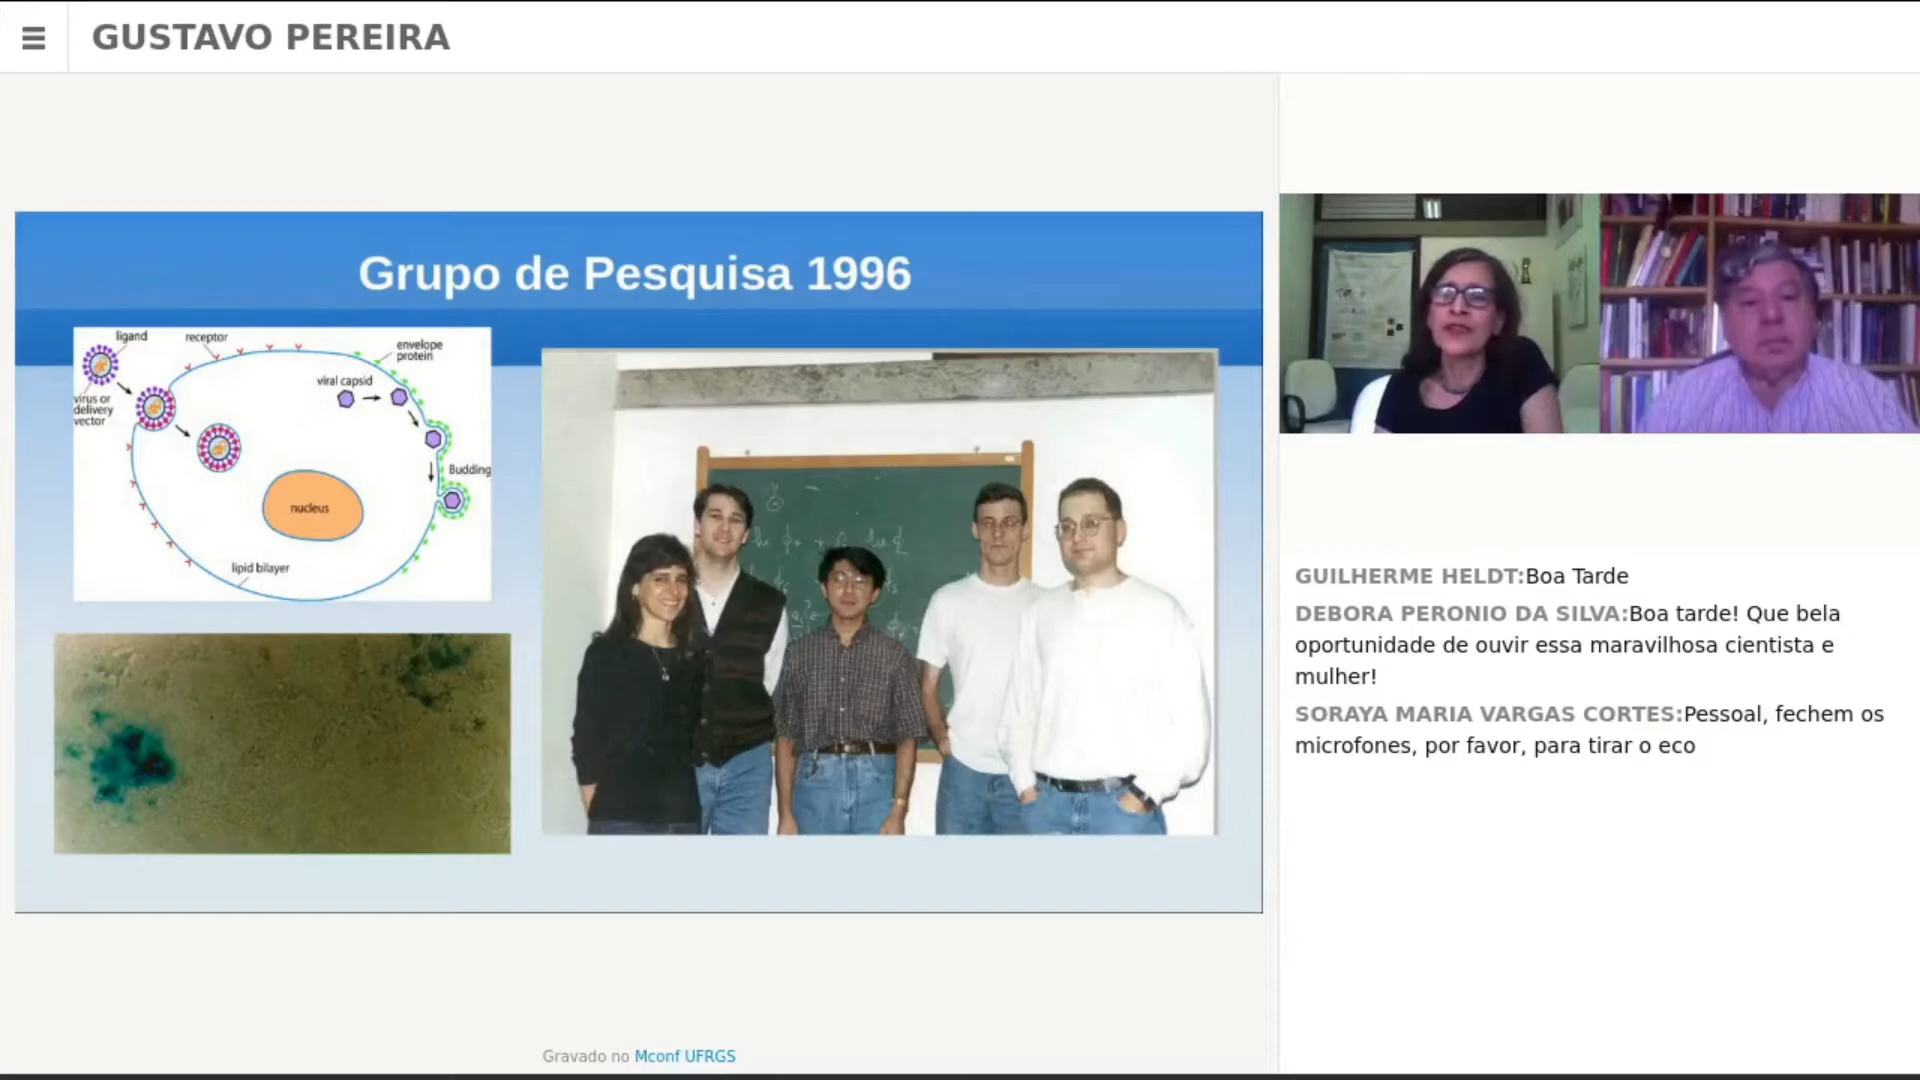 GUSTAVO PEREIRA
Grupo de Pesquisa 1996
ligand
receptor
envelope
protein
viral capsid
virus or
delivery
vector
Budding
nucleus
lipid bilayer
GUILHERME HELDT:Boa Tarde
DEBORA PERONIO DA SILVA:Boa tarde! Que bela
oportunidade de ouvir essa maravilhosa cientista e
mulher!
SORAYA MARIA VARGAS CORTES:Pessoal, fechem os
microfones, por favor, para tirar o eco
Gravado no Mconf UFRGS